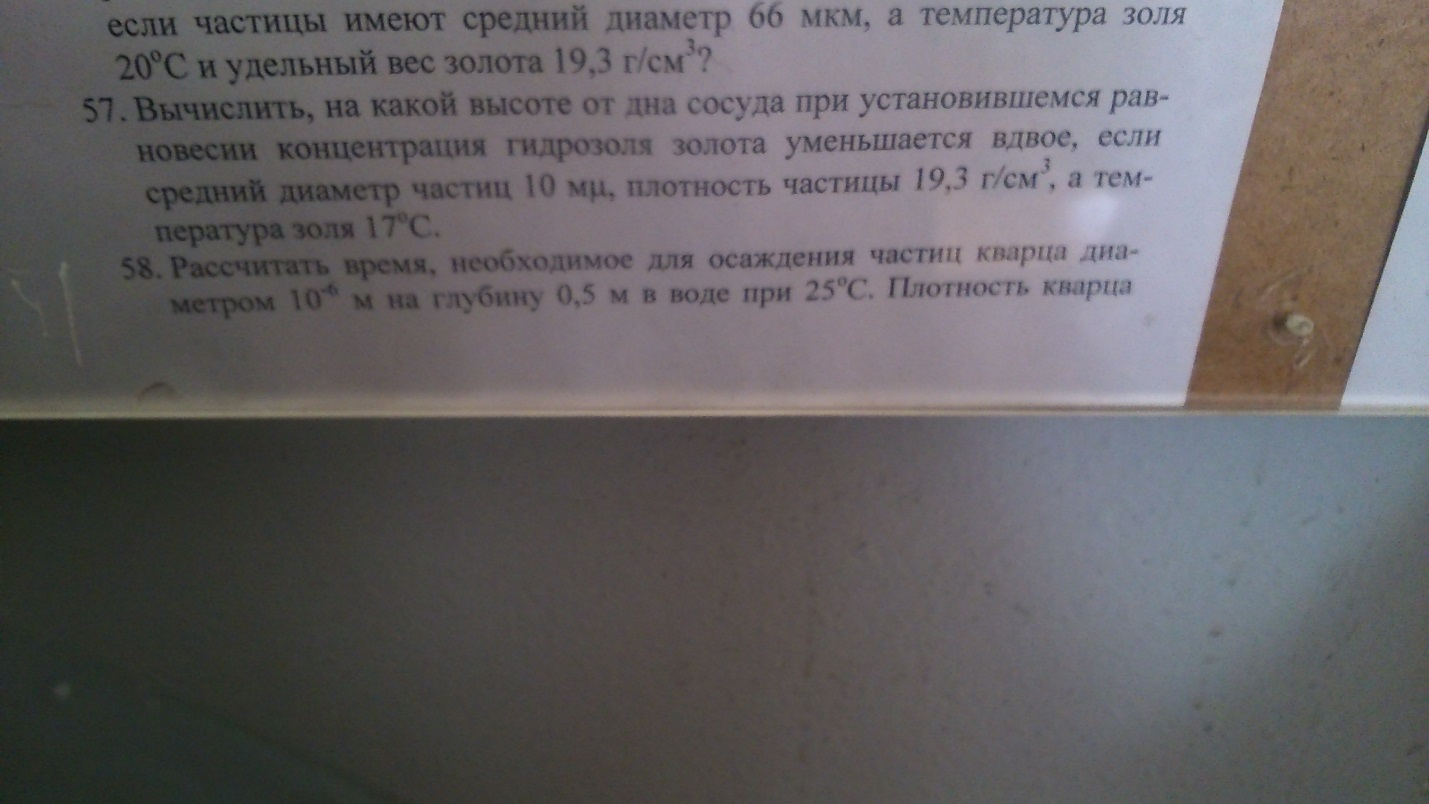 если частицы имеют средний диаметр 66 мкм, а температура золя
20°С и удельный вес золота 19,3 г/см³?
57. Вычислить, на какой высоте от дна сосуда при установившемся рав-
новесии концентрация гидрозоля золота уменьшается вдвое, если
средний диаметр частиц 10 мμ, плотность частицы 19,3 г/см³, а тем-
пература золя 17°С.
58. Рассчитать время, необходимое для осаждения частиц кварца диа-
метром 10⁻⁶ м на глубину 0,5 м в воде при 25°С. Плотность кварца